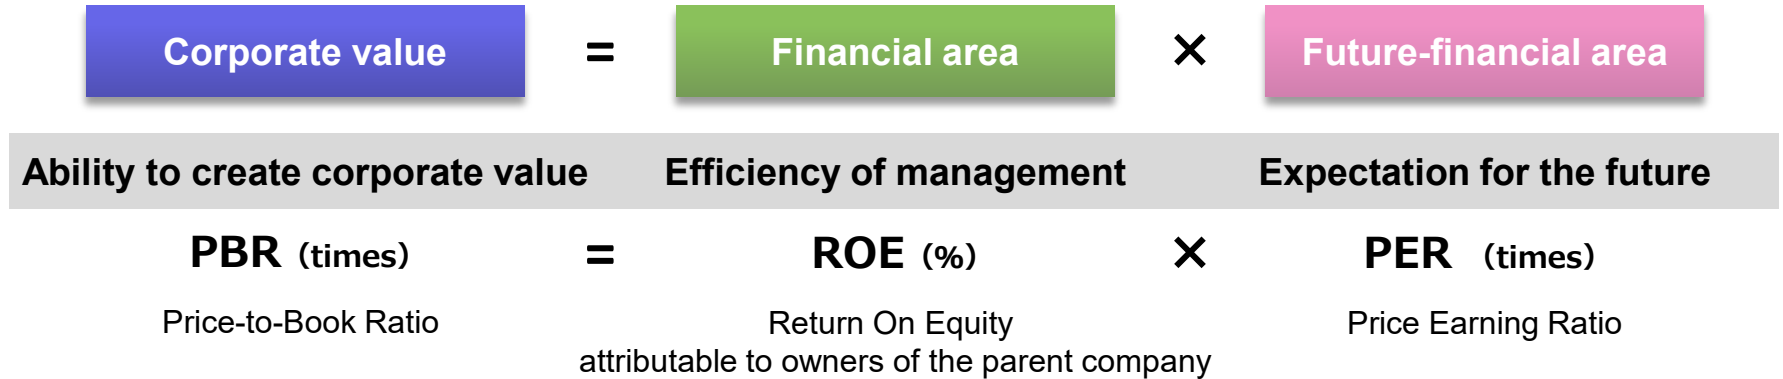 Corporate value = Financial area × Future-financial area
Ability to create corporate value Efficiency of management Expectation for the future
PBR (times) = ROE (%) × PER (times)
Price-to-Book Ratio Return On Equity Price Earning Ratio
attributable to owners of the parent company